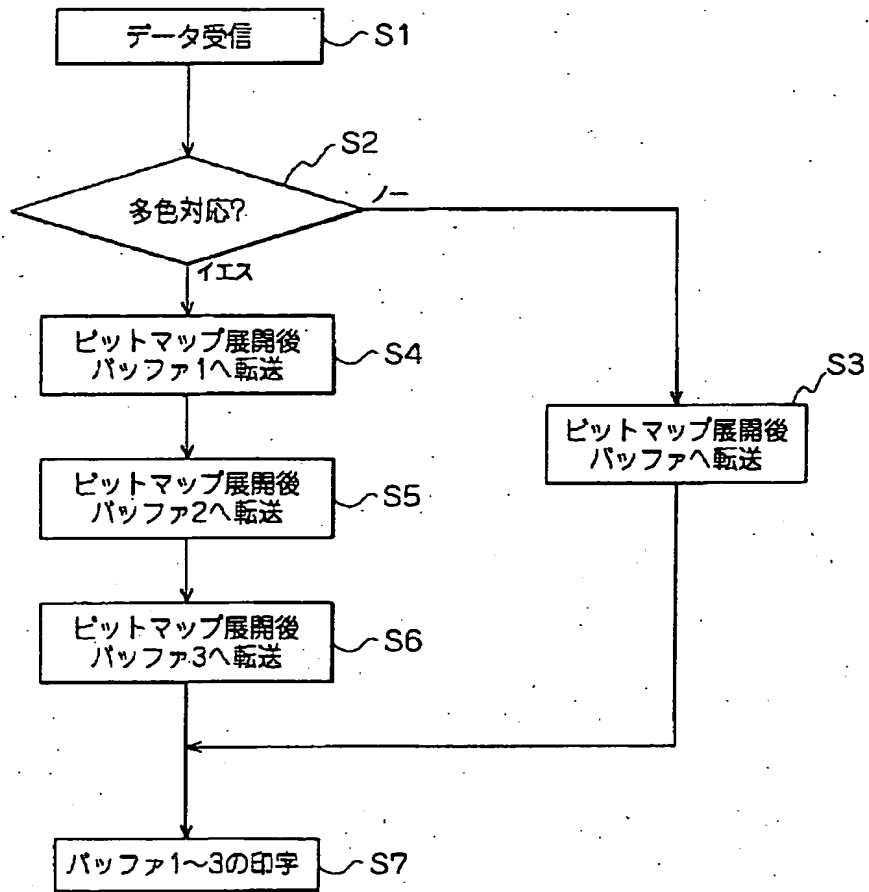 データ受信
S1
S2
多色対応?
ノー
イエス
ビットマップ展開後
バッファ1へ転送
S4
S3
ビットマップ展開後
バッファへ転送
ビットマップ展開後
バッファ2へ転送
S5
ビットマップ展開後
バッファ3へ転送
S6
バッファ1〜3の印字
S7